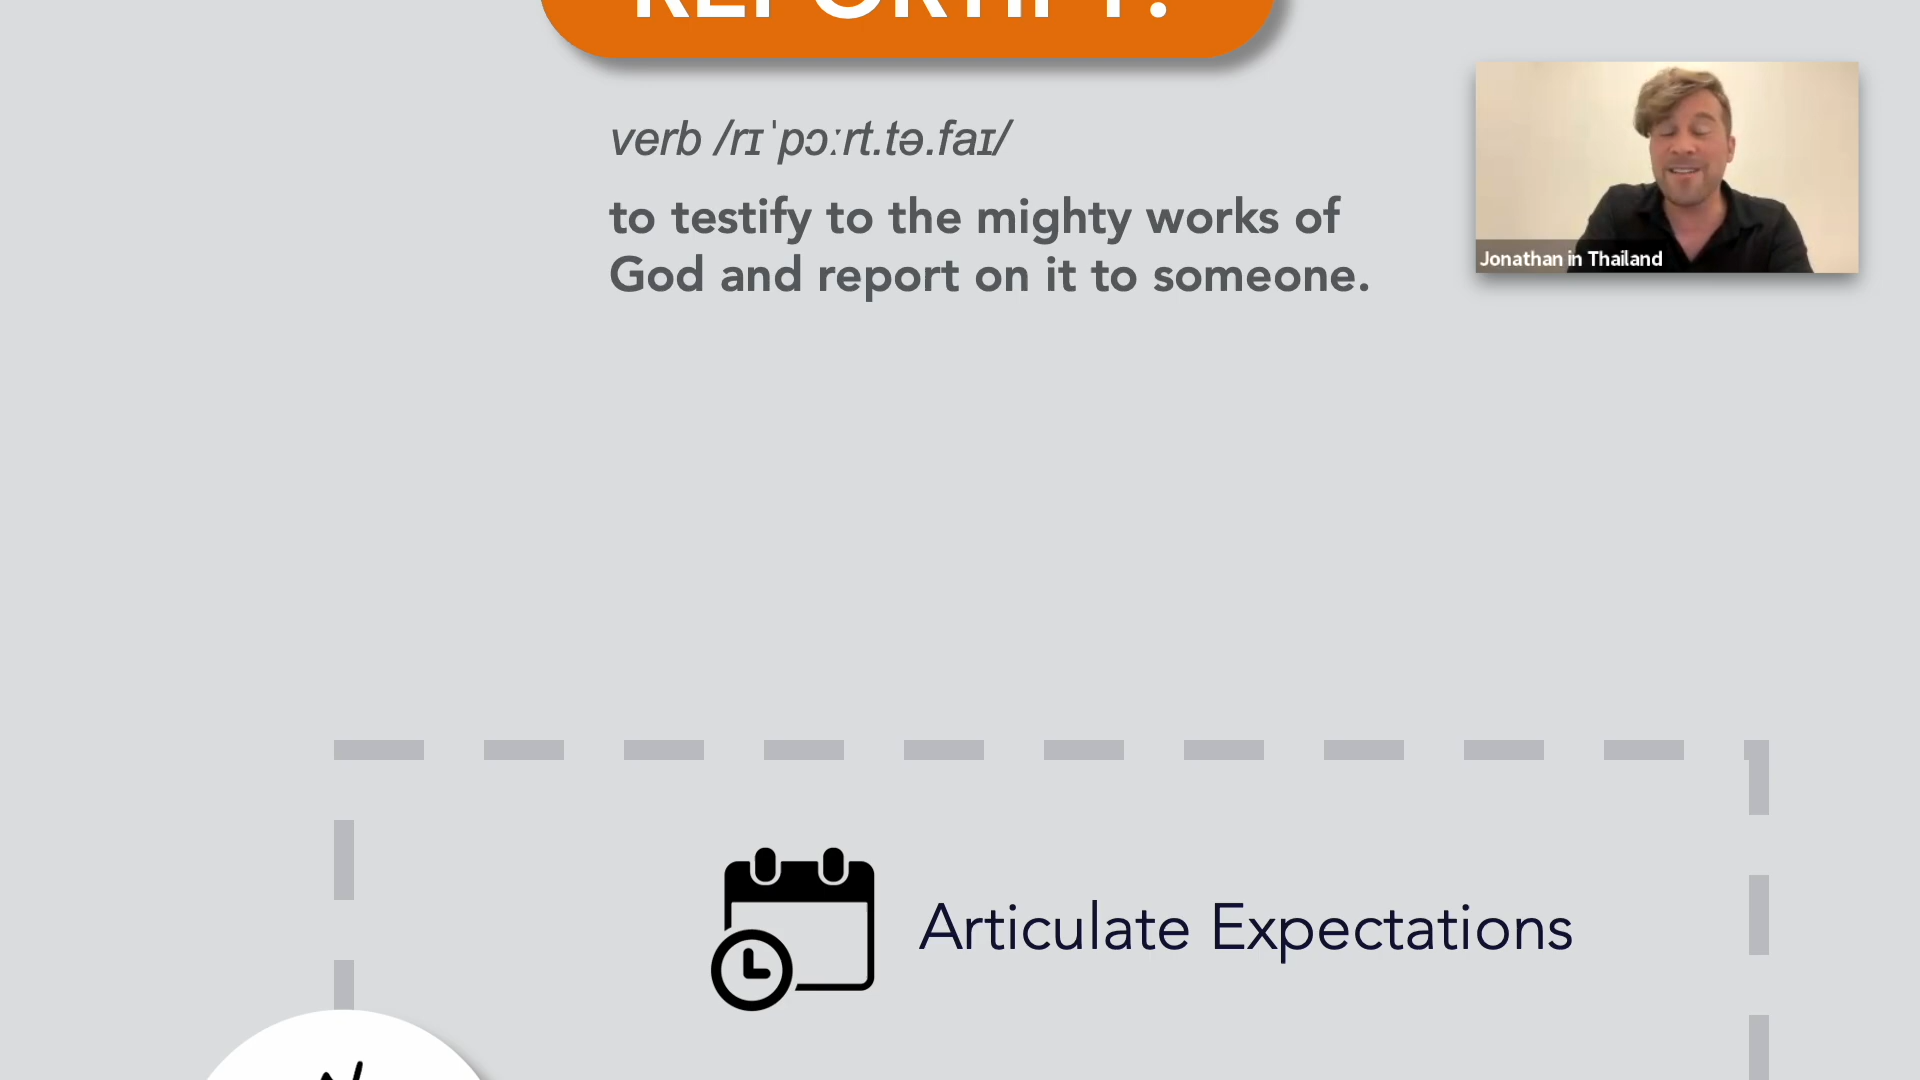 REPORTIFY?
verb /rɪˈpɔːrt.tə.faɪ/
to testify to the mighty works of
God and report on it to someone.
Jonathan in Thailand
Articulate Expectations